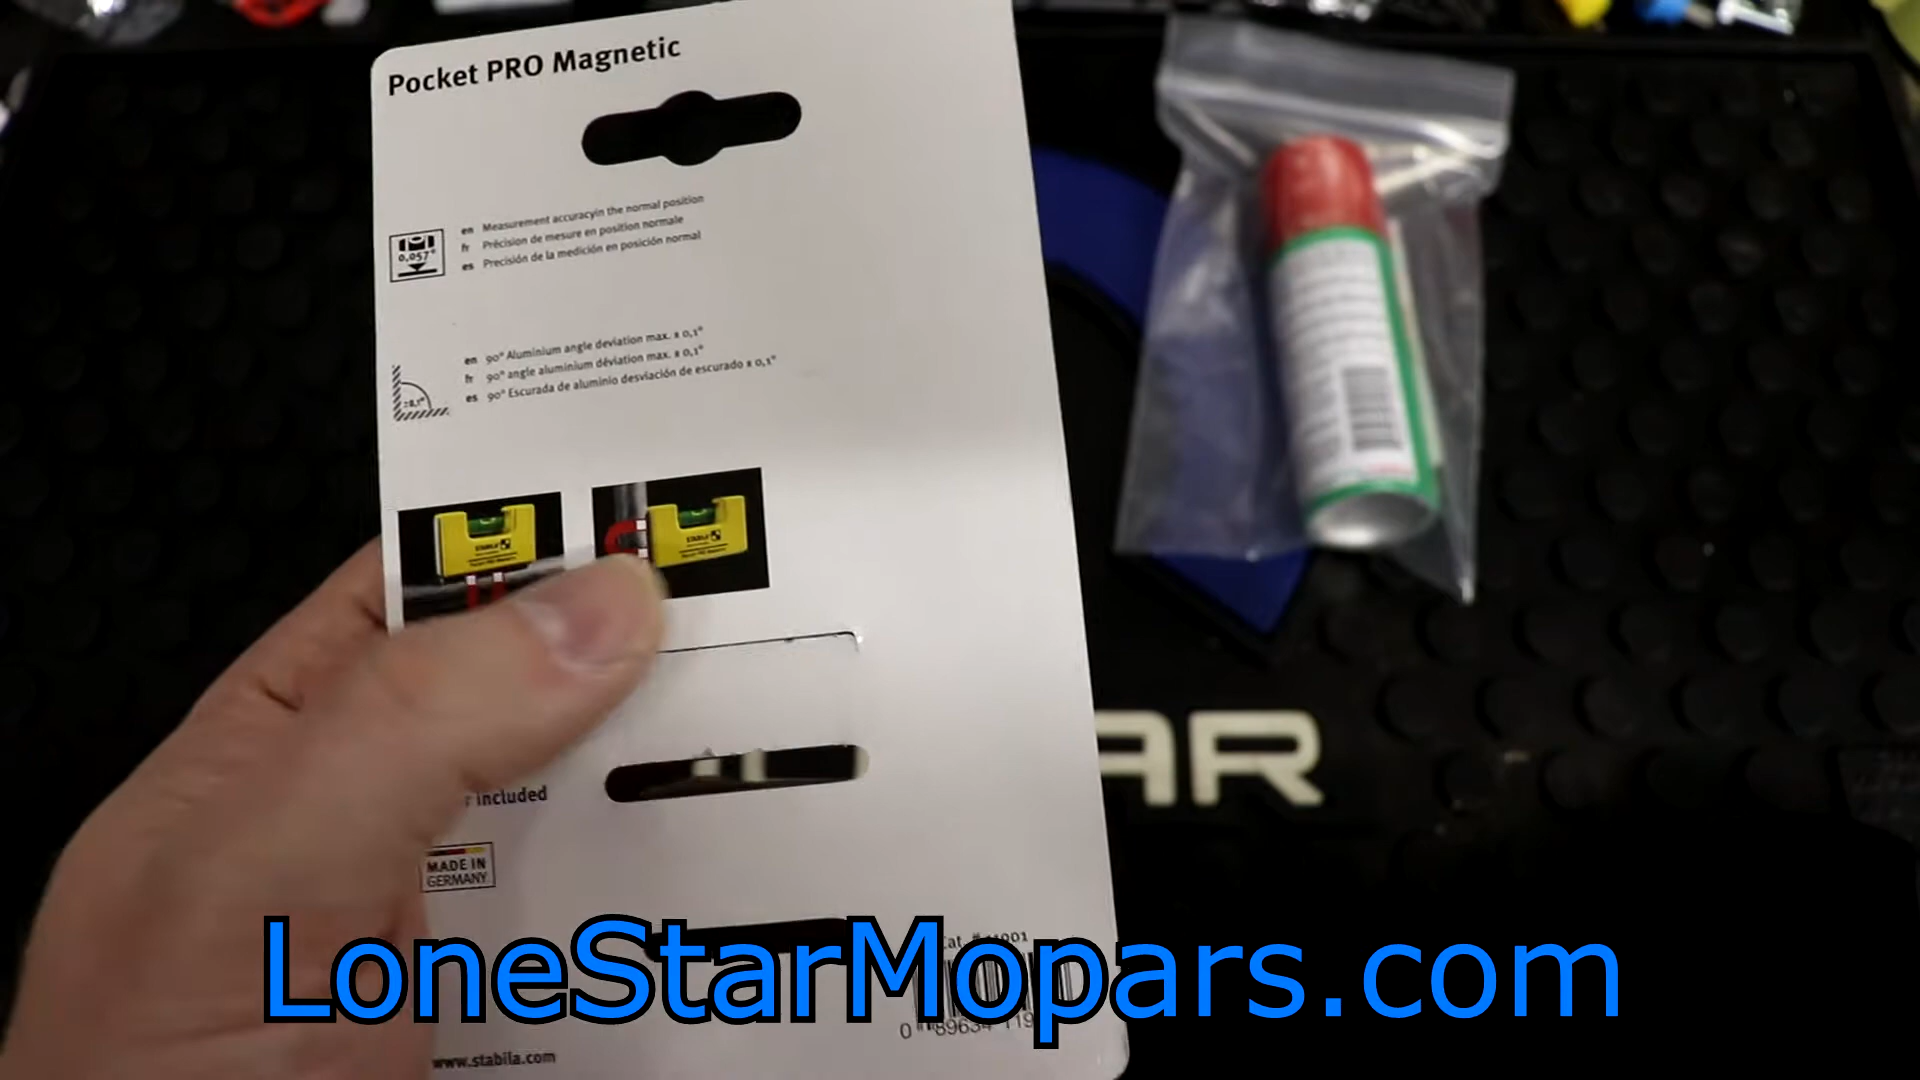 Pocket PRO Magnetic
0,057°
en Measurement accuracyin the normal position
fr Précision de mesure en position normale
es Precisión de la medición en posición normal
en 90° Aluminium angle deviation max. ± 0,1°
fr 90° angle aluminium déviation max. ± 0,1°
es 90° Escurada de aluminio desviación de escurado ± 0,1°
±0,1°
STABILA
STABILA
included
MADE IN
GERMANY
AR
LoneStarMopars.com
www.stabila.com